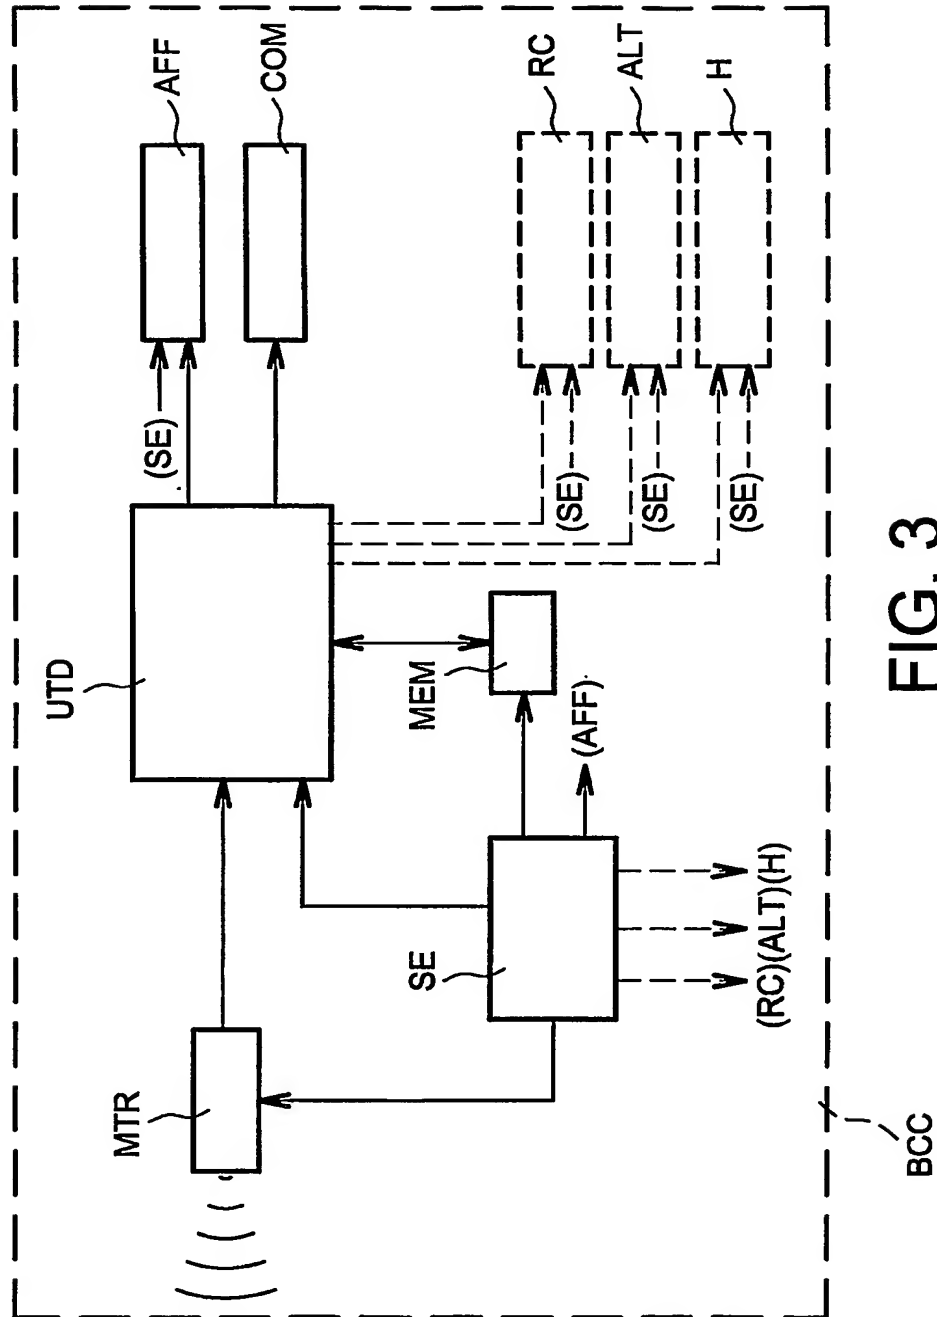 AFF
COM
RC
ALT
H
(SE)
(SE)
(SE)
(SE)
UTD
MEM
(AFF)
SE
(RC)(ALT)(H)
MTR
BCC
FIG. 3